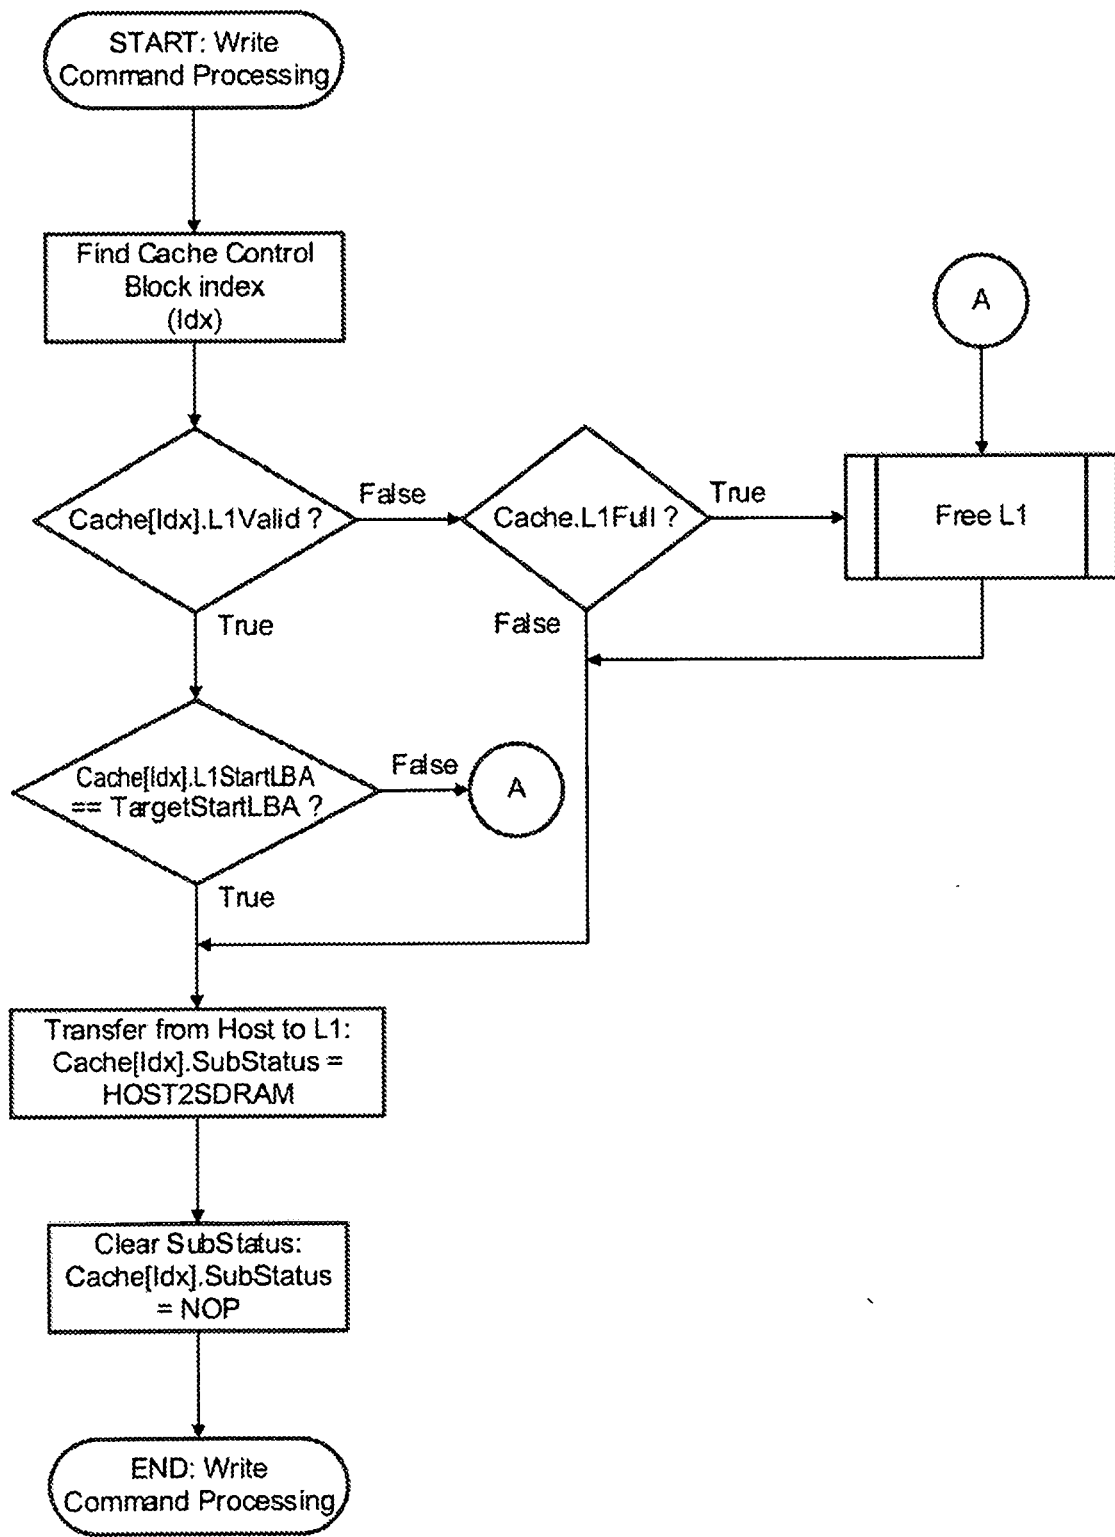 START: Write
Command Processing
Find Cache Control
Block index
(Idx)
A
Cache[Idx].L1Valid ?
False
Cache.L1Full ?
True
Free L1
True
False
Cache[Idx].L1StartLBA
== TargetStartLBA ?
False
A
True
Transfer from Host to L1:
Cache[Idx].SubStatus =
HOST2SDRAM
Clear SubStatus:
Cache[Idx].SubStatus
= NOP
END: Write
Command Processing